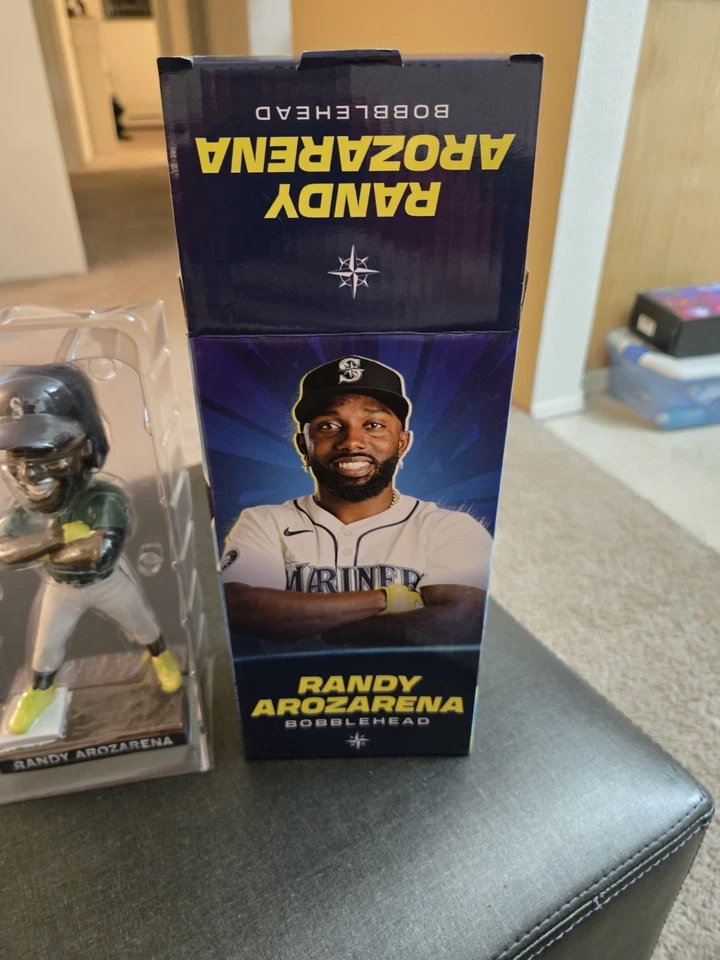 BOBBLEHEAD
RANDY
AROZARENA
S
S
MARINER
RANDY
AROZARENA
BOBBLEHEAD
RANDY AROZARENA